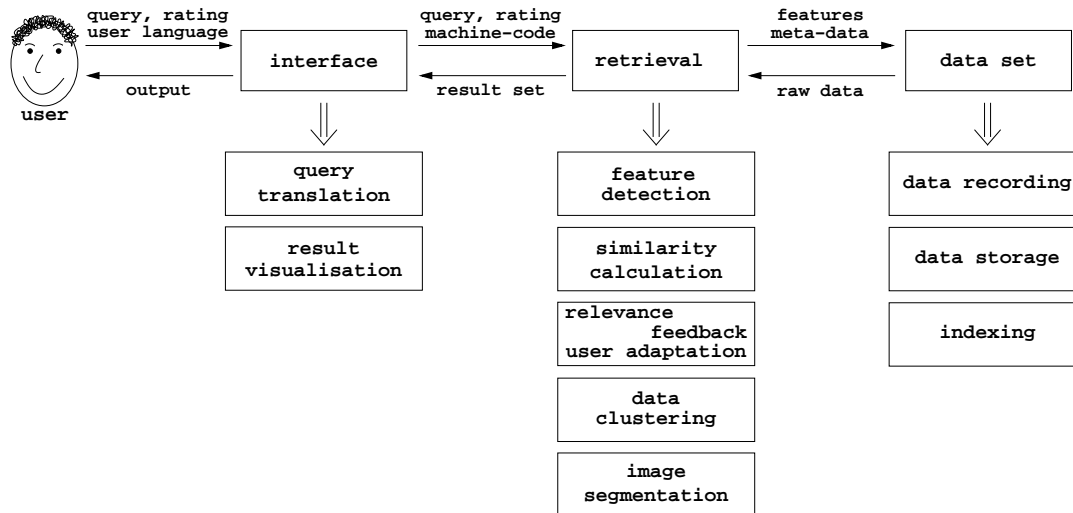 query, rating
user language
output
user
interface
query, rating
machine-code
result set
retrieval
features
meta-data
raw data
data set
query
translation
result
visualisation
feature
detection
similarity
calculation
relevance
feedback
user adaptation
data
clustering
image
segmentation
data recording
data storage
indexing